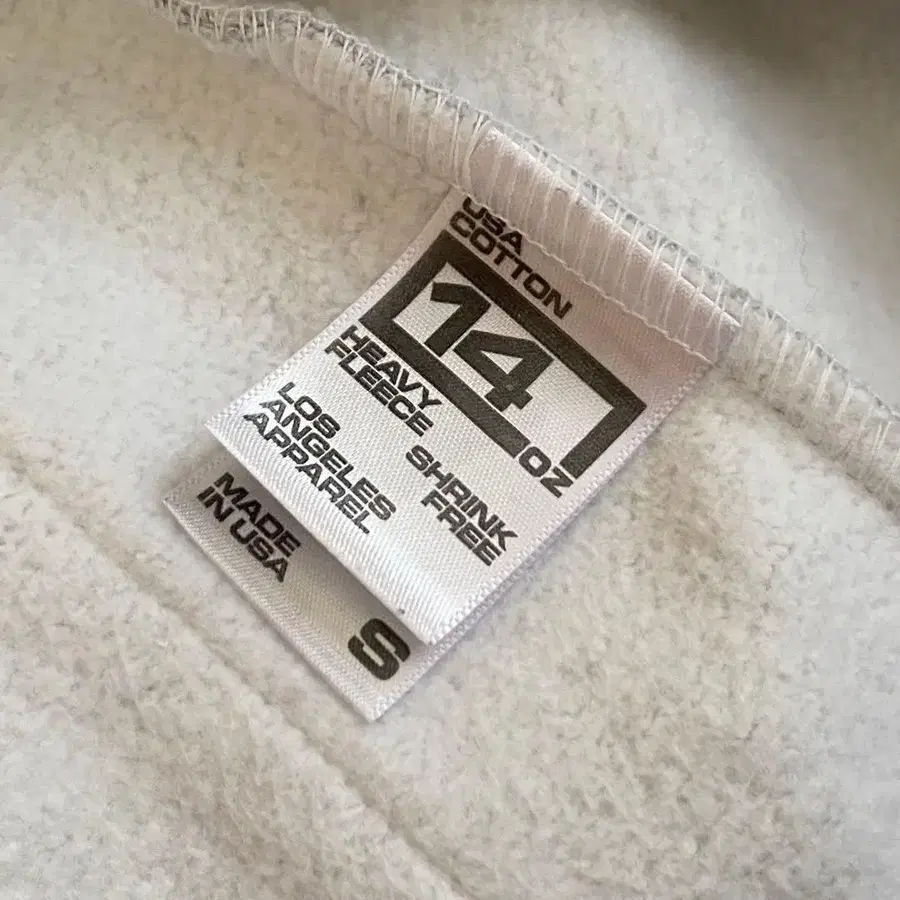 USA
COTTON
14
OZ
HEAVY
FLEECE
SHRINK
FREE
LOS
ANGELES
APPAREL
MADE
IN USA
S